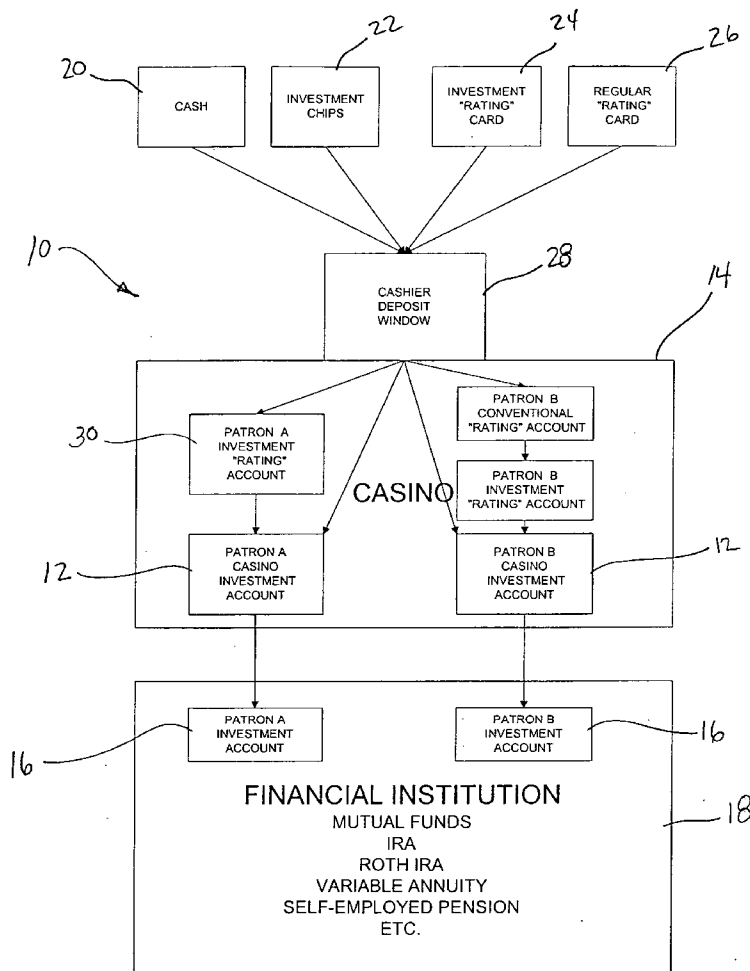 20
22
24
26
CASH
INVESTMENT
CHIPS
INVESTMENT
"RATING"
CARD
REGULAR
"RATING"
CARD
10
28
CASHIER
DEPOSIT
WINDOW
14
30
PATRON A
INVESTMENT
"RATING"
ACCOUNT
PATRON B
CONVENTIONAL
"RATING" ACCOUNT
PATRON B
INVESTMENT
"RATING" ACCOUNT
CASINO
12
PATRON A
CASINO
INVESTMENT
ACCOUNT
PATRON B
CASINO
INVESTMENT
ACCOUNT
12
16
PATRON A
INVESTMENT
ACCOUNT
PATRON B
INVESTMENT
ACCOUNT
16
FINANCIAL INSTITUTION
MUTUAL FUNDS
IRA
ROTH IRA
VARIABLE ANNUITY
SELF-EMPLOYED PENSION
ETC.
18